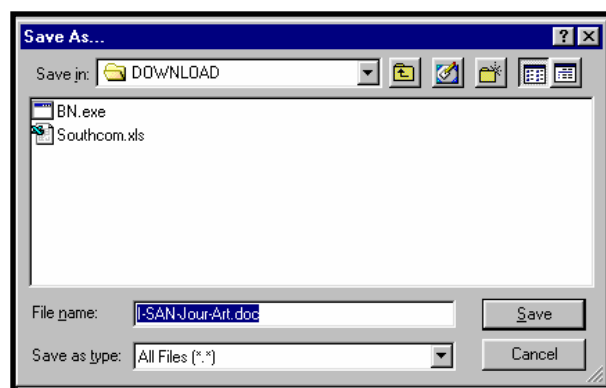 Save As...
Save in: DOWNLOAD
BN.exe
Southcom.xls
File name: I-SAN-Jour-Art.doc Save
Save as type: All Files (*.*) Cancel